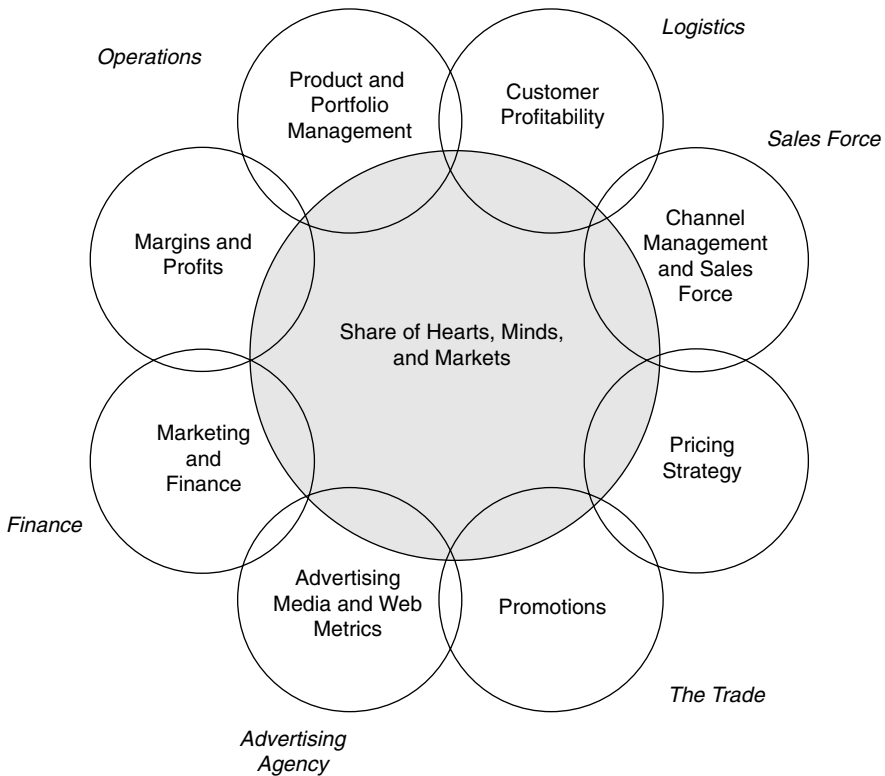 Logistics
Operations
Product and
Portfolio
Management
Customer
Profitability
Sales Force
Margins and
Profits
Channel
Management
and Sales
Force
Share of Hearts, Minds,
and Markets
Marketing
and
Finance
Pricing
Strategy
Finance
Advertising
Media and Web
Metrics
Promotions
The Trade
Advertising
Agency